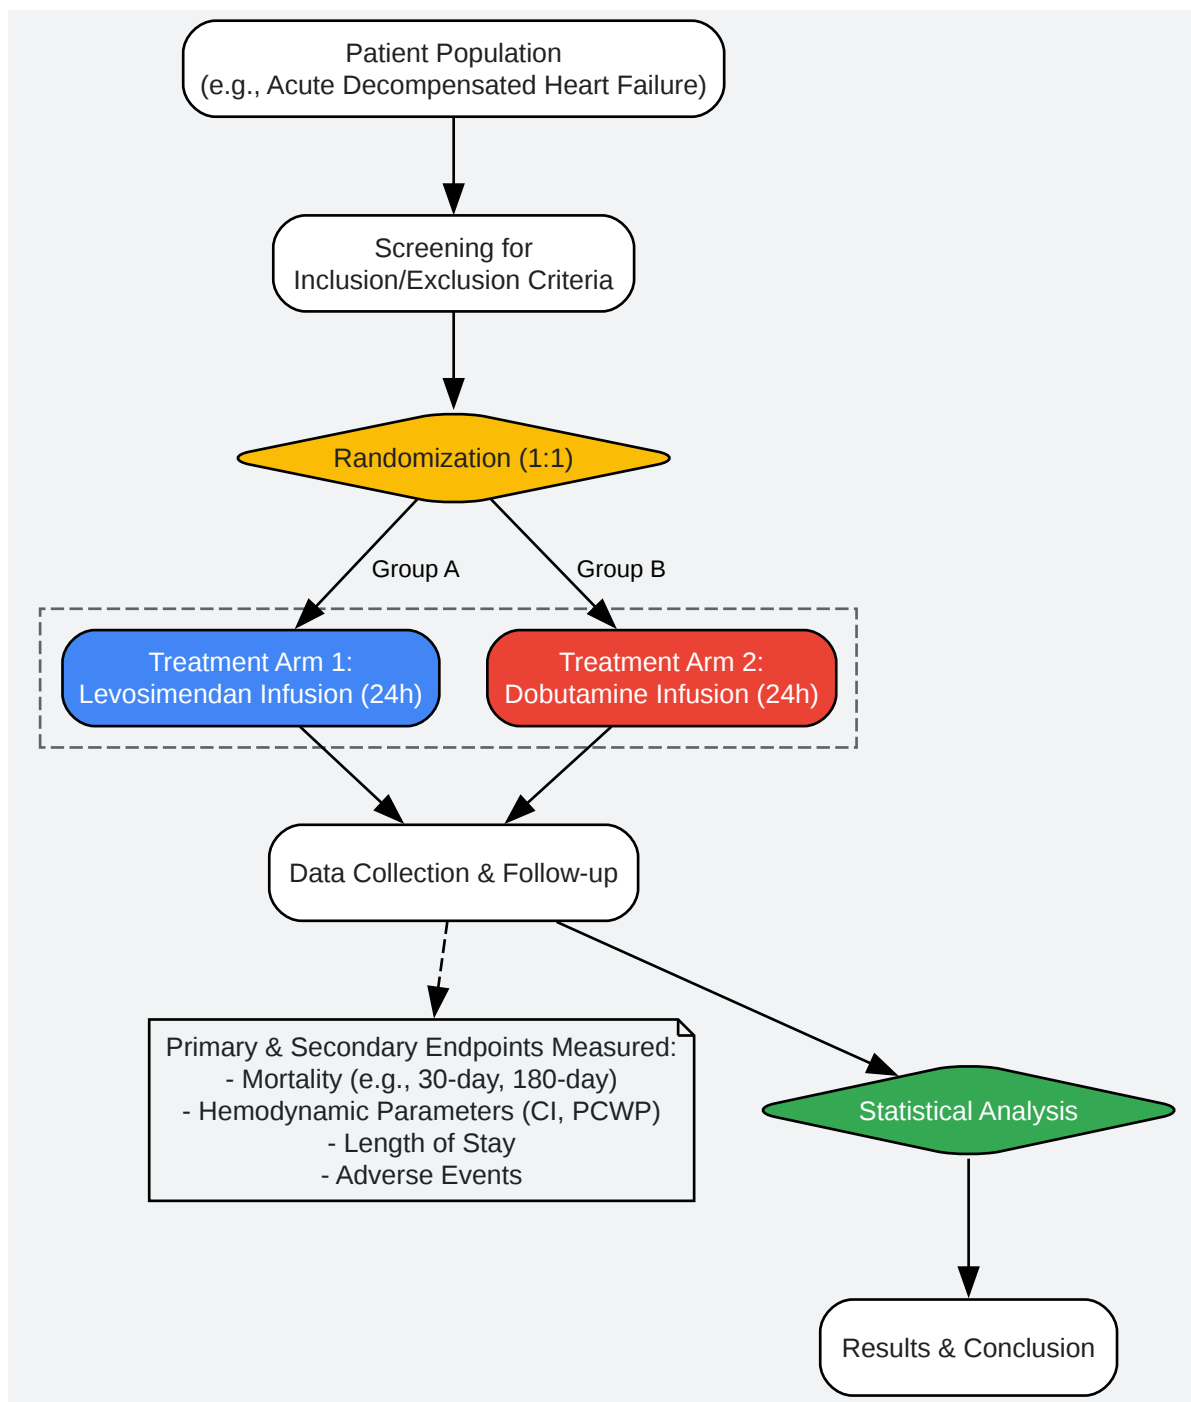 Patient Population
(e.g., Acute Decompensated Heart Failure)
Screening for
Inclusion/Exclusion Criteria
Randomization (1:1)
Group A
Group B
Treatment Arm 1:
Levosimendan Infusion (24h)
Treatment Arm 2:
Dobutamine Infusion (24h)
Data Collection & Follow-up
Primary & Secondary Endpoints Measured:
- Mortality (e.g., 30-day, 180-day)
- Hemodynamic Parameters (CI, PCWP)
- Length of Stay
- Adverse Events
Statistical Analysis
Results & Conclusion